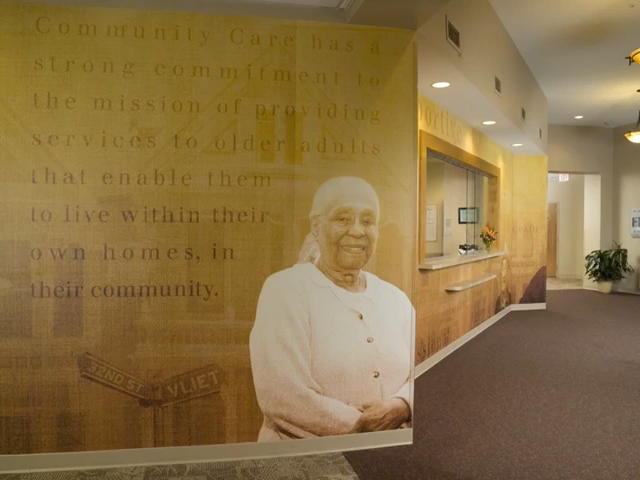 Community Care has a
strong commitment to
the mission of providing
services to older adults
that enable them
to live within their
own homes, in
their community.
32ND ST
VLIET